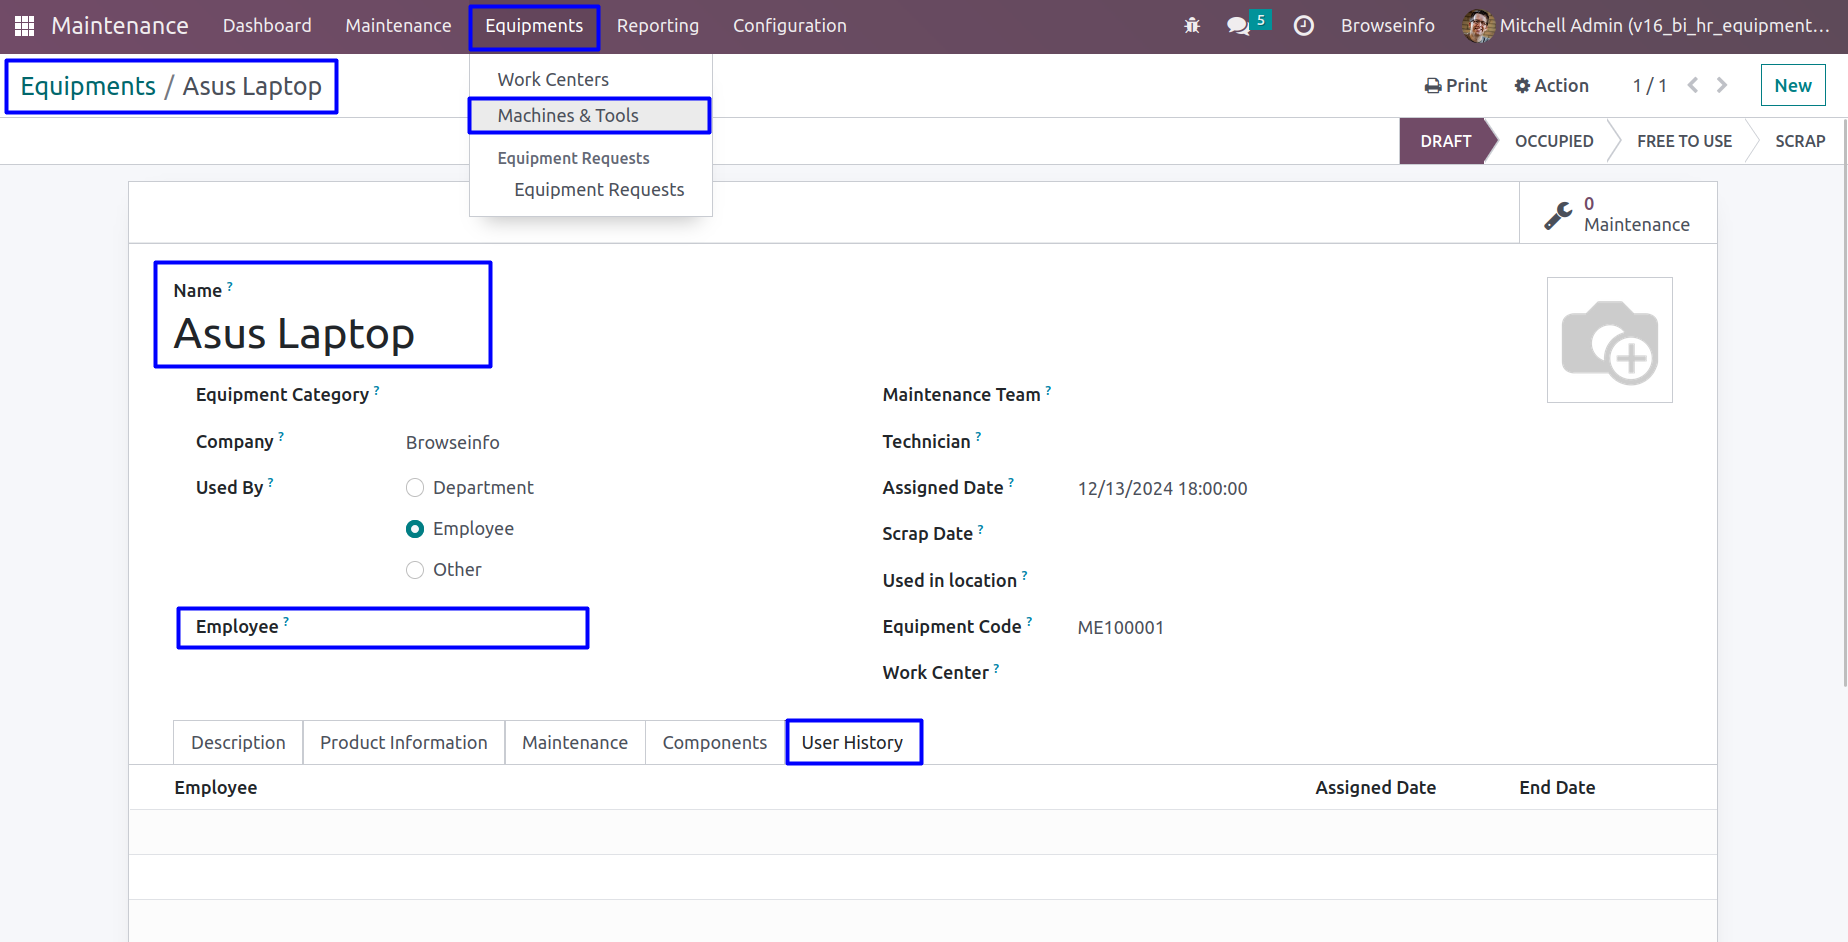 Maintenance Dashboard Maintenance Equipments Reporting Configuration 5 Browseinfo Mitchell Admin (v16_bi_hr_equipment...
Equipments / Asus Laptop
Work Centers
Machines & Tools
Equipment Requests
Equipment Requests
Print Action 1 / 1 New
DRAFT OCCUPIED FREE TO USE SCRAP
0
Maintenance
Name ?
Asus Laptop
Equipment Category ?
Company ? Browseinfo
Used By ? Department
Employee
Other
Employee ?
Maintenance Team ?
Technician ?
Assigned Date ? 12/13/2024 18:00:00
Scrap Date ?
Used in location ?
Equipment Code ? ME100001
Work Center ?
Description Product Information Maintenance Components User History
Employee Assigned Date End Date